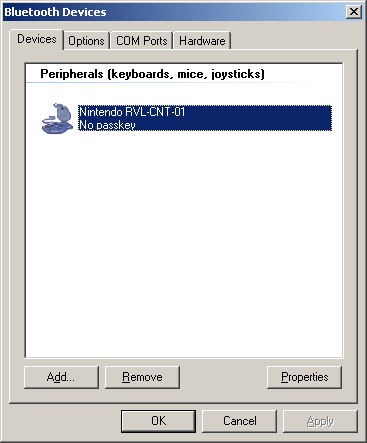 Bluetooth Devices
Devices Options COM Ports Hardware
Peripherals (keyboards, mice, joysticks)
Nintendo RVL-CNT-01
No passkey
Add... Remove Properties
OK Cancel Apply